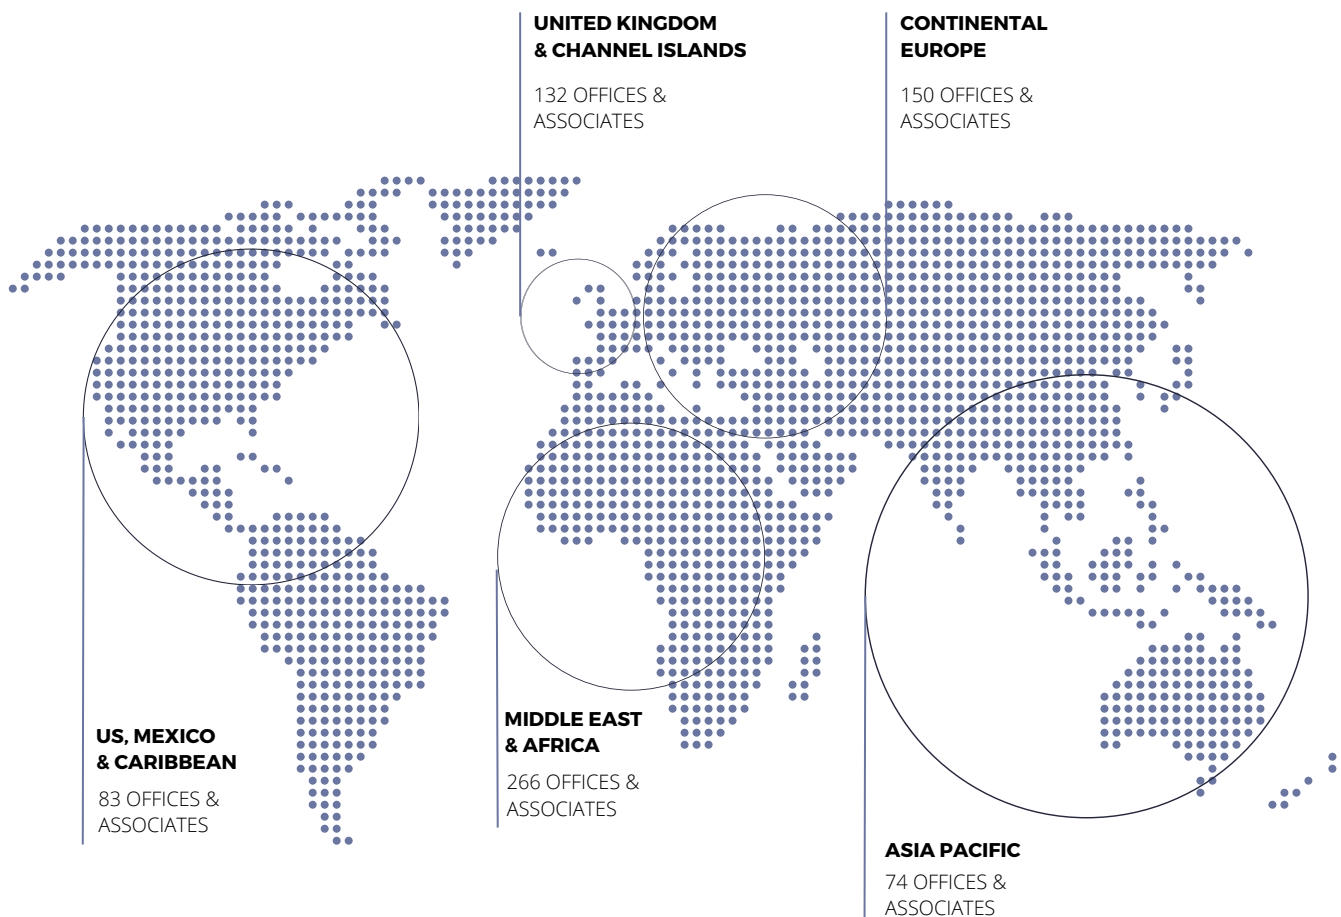 UNITED KINGDOM
& CHANNEL ISLANDS
132 OFFICES &
ASSOCIATES
CONTINENTAL
EUROPE
150 OFFICES &
ASSOCIATES
US, MEXICO
& CARIBBEAN
83 OFFICES &
ASSOCIATES
MIDDLE EAST
& AFRICA
266 OFFICES &
ASSOCIATES
ASIA PACIFIC
74 OFFICES &
ASSOCIATES